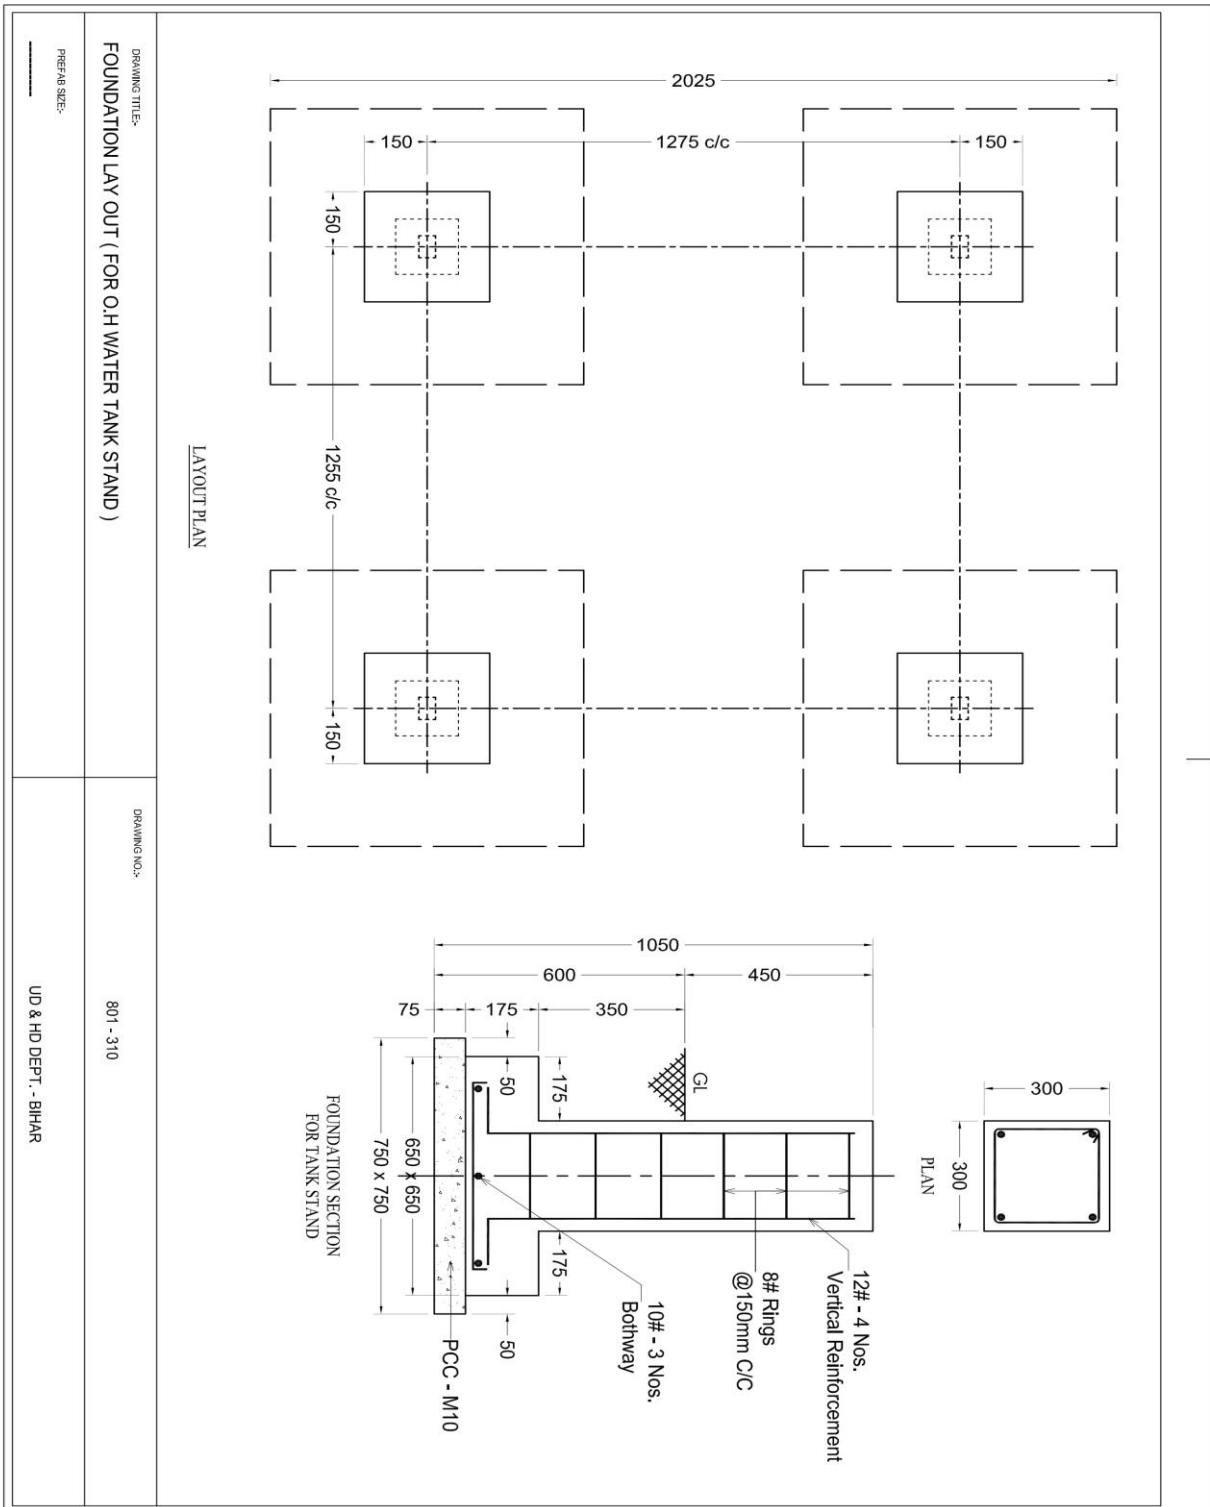 2025
150
1275 c/c
150
150
1255 c/c
150
LAYOUT PLAN
300
300
PLAN
1050
600
450
75
175
350
GL
175
175
50
50
650 x 650
750 x 750
12# - 4 Nos.
Vertical Reinforcement
8# Rings
@150mm C/C
10# - 3 Nos.
Bothway
PCC - M10
FOUNDATION SECTION
FOR TANK STAND
DRAWING TITLE:-
FOUNDATION LAY OUT ( FOR O.H WATER TANK STAND )
DRAWING NO.:-
801 - 310
PREFAB SIZE:-
UD & HD DEPT. - BIHAR